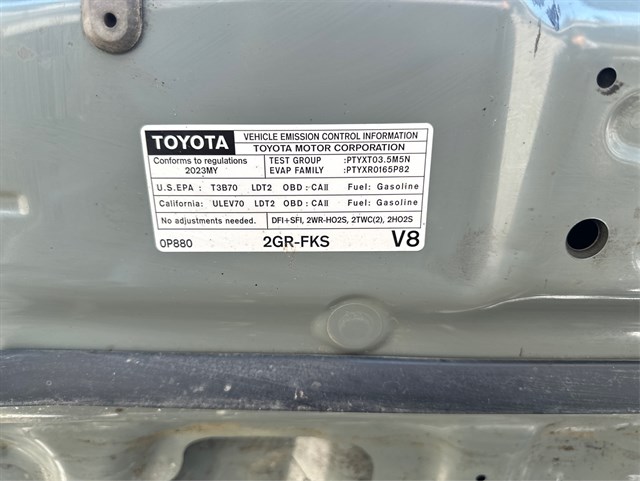 TOYOTA VEHICLE EMISSION CONTROL INFORMATION
TOYOTA MOTOR CORPORATION
Conforms to regulations
2023MY
TEST GROUP :PTYXT03.5M5N
EVAP FAMILY :PTYXR0165P82
U.S.EPA : T3B70 LDT2 OBD : CAII Fuel: Gasoline
California: ULEV70 LDT2 OBD : CAII Fuel: Gasoline
No adjustments needed. DFI+SFI, 2WR-HO2S, 2TWC(2), 2HO2S
0P880 2GR-FKS V8